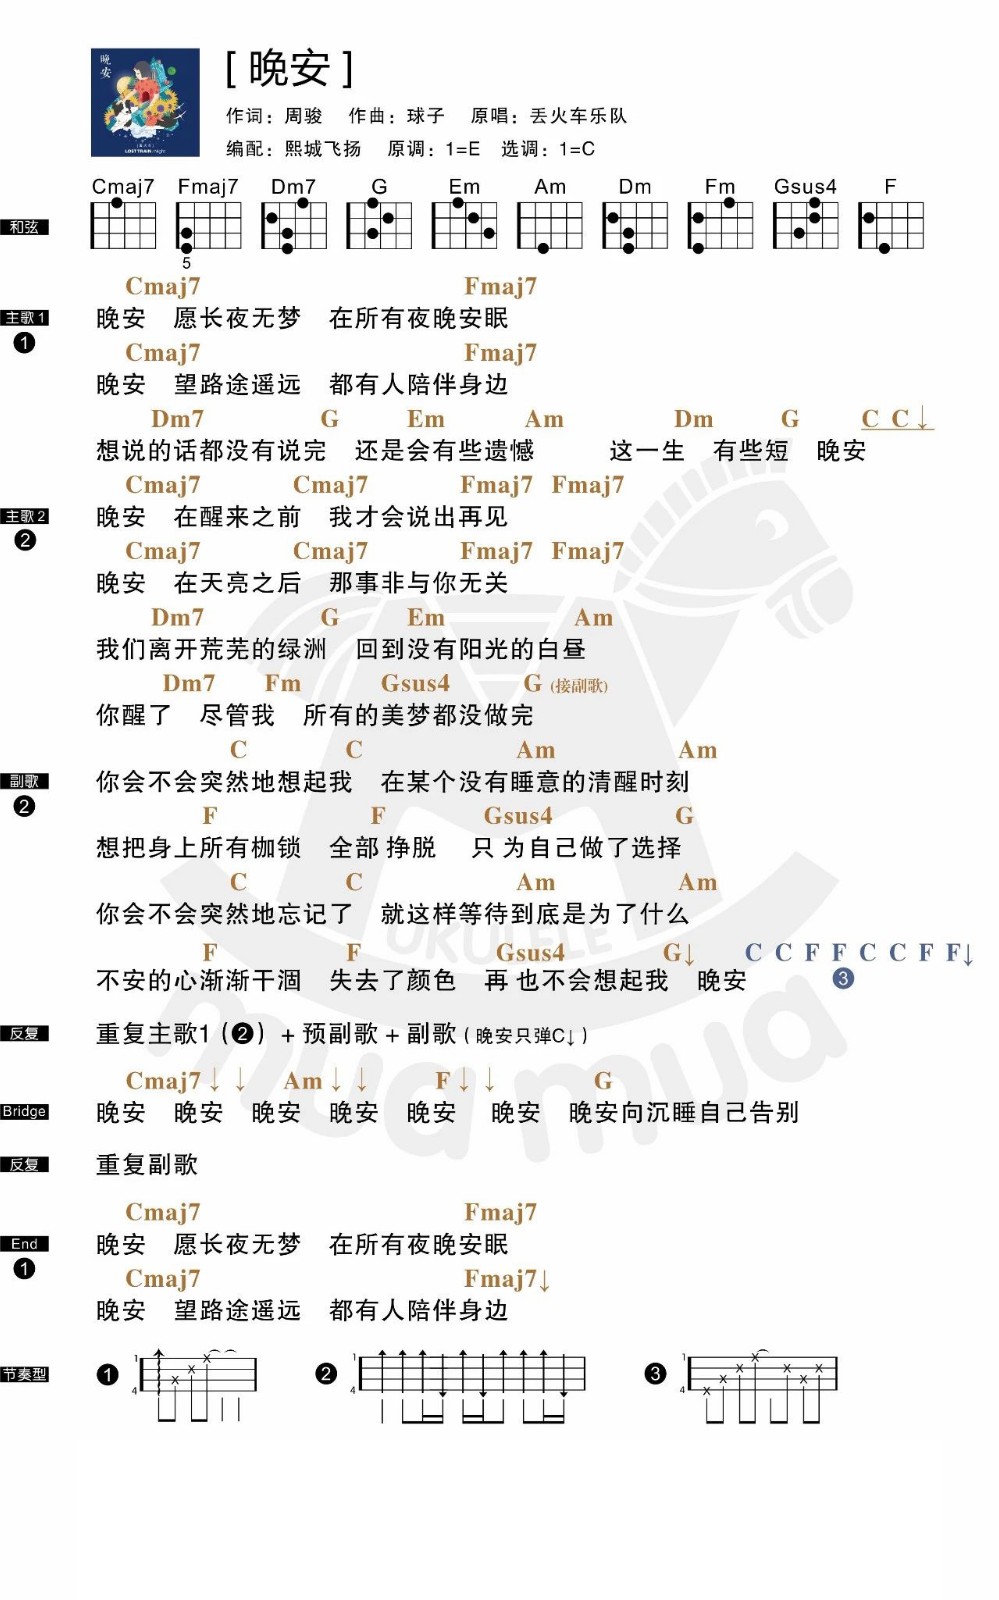 晚安
LOST TRAIN
[ 晚安 ]
作词：周骏 作曲：球子 原唱：丢火车乐队
编配：熙城飞扬 原调：1=E 选调：1=C
Cmaj7 Fmaj7 Dm7 G Em Am Dm Fm Gsus4 F
和弦
5
Cmaj7 Fmaj7
主歌1 晚安 愿长夜无梦 在所有夜晚安眠
1
Cmaj7 Fmaj7
晚安 望路途遥远 都有人陪伴身边
Dm7 G Em Am Dm G C C↓
想说的话都没有说完 还是会有些遗憾 这一生 有些短 晚安
Cmaj7 Cmaj7 Fmaj7 Fmaj7
主歌2 晚安 在醒来之前 我才会说出再见
2
Cmaj7 Cmaj7 Fmaj7 Fmaj7
晚安 在天亮之后 那事非与你无关
Dm7 G Em Am
我们离开荒芜的绿洲 回到没有阳光的白昼
Dm7 Fm Gsus4 G (接副歌)
你醒了 尽管我 所有的美梦都没做完
C C Am Am
副歌 你会不会突然地想起我 在某个没有睡意的清醒时刻
2
F F Gsus4 G
想把身上所有枷锁 全部 挣脱 只 为自己做了选择
C C Am Am
你会不会突然地忘记了 就这样等待到底是为了什么
UKULELE
F F Gsus4 G↓ C C F F C C F F↓
不安的心渐渐干涸 失去了颜色 再 也不会想起我 晚安 3
反复 重复主歌1（2）+ 预副歌 + 副歌 ( 晚安只弹C↓ )
mua mua
Cmaj7↓ ↓ Am↓ ↓ F↓ ↓ G
Bridge 晚安 晚安 晚安 晚安 晚安 晚安 晚安向沉睡自己告别
反复 重复副歌
Cmaj7 Fmaj7
End 晚安 愿长夜无梦 在所有夜晚安眠
1
Cmaj7 Fmaj7↓
晚安 望路途遥远 都有人陪伴身边
节奏型 1 1 4 2 1 4 3 1 4